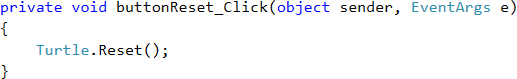 private void buttonReset_Click(object sender, EventArgs e)
{
    Turtle.Reset();
}